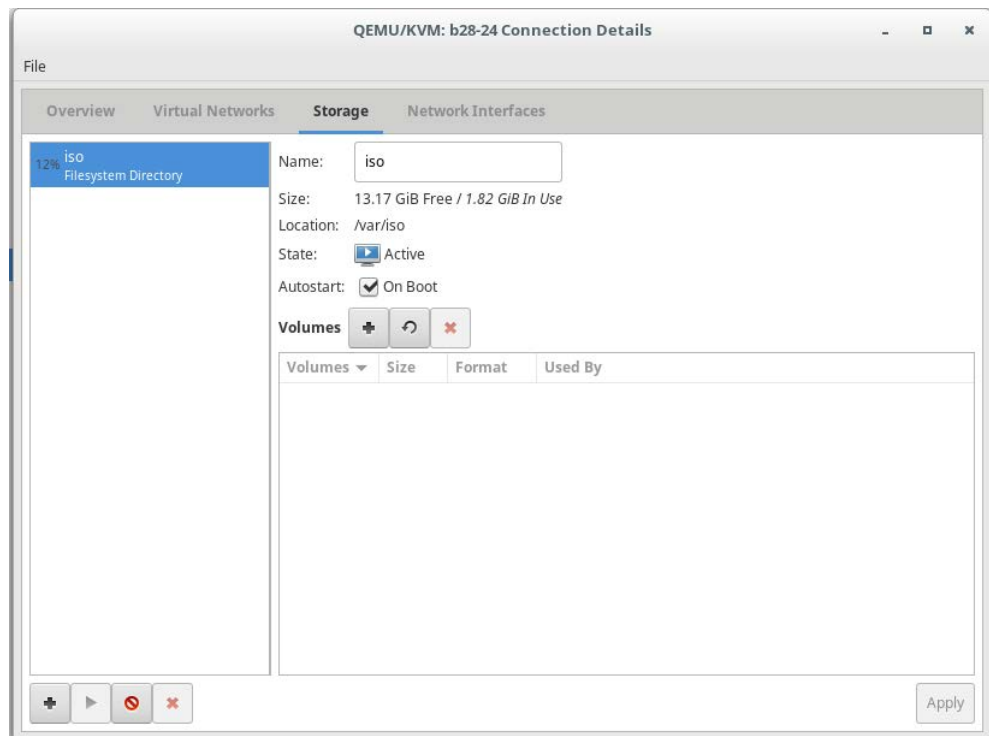 QEMU/KVM: b28-24 Connection Details
File
Overview Virtual Networks Storage Network Interfaces
12% iso
Filesystem Directory
Name: iso
Size: 13.17 GiB Free / 1.82 GiB In Use
Location: /var/iso
State: Active
Autostart: On Boot
Volumes
Volumes Size Format Used By
Apply